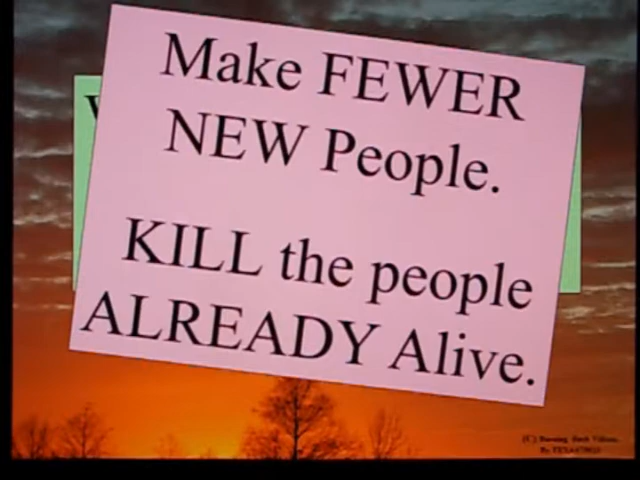 Make FEWER
NEW People.
KILL the people
ALREADY Alive.